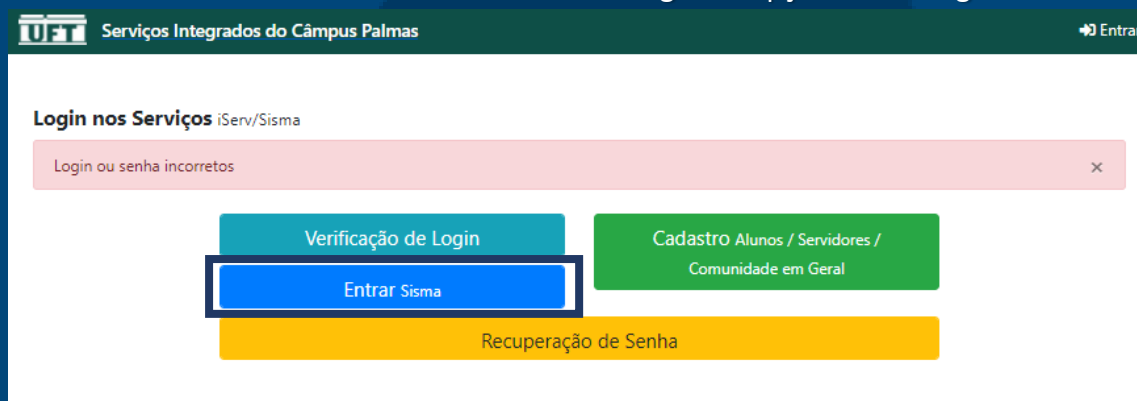 UFT Serviços Integrados do Câmpus Palmas Entrar
Login nos Serviços iServ/Sisma
Login ou senha incorretos ×
Verificação de Login
Cadastro Alunos / Servidores /
Comunidade em Geral
Entrar Sisma
Recuperação de Senha